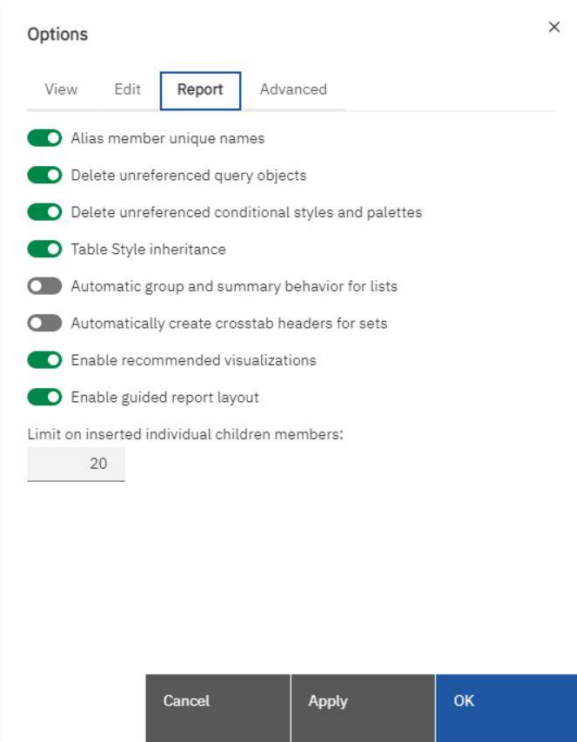 Options
View Edit Report Advanced
Alias member unique names
Delete unreferenced query objects
Delete unreferenced conditional styles and palettes
Table Style inheritance
Automatic group and summary behavior for lists
Automatically create crosstab headers for sets
Enable recommended visualizations
Enable guided report layout
Limit on inserted individual children members:
20
Cancel Apply OK